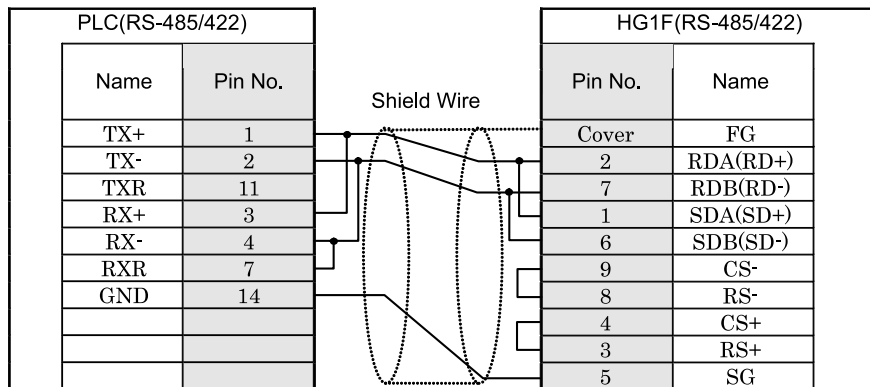 PLC(RS-485/422) HG1F(RS-485/422)
Name Pin No. Shield Wire Pin No. Name
TX+ 1 Cover FG
TX- 2 2 RDA(RD+)
TXR 11 7 RDB(RD-)
RX+ 3 1 SDA(SD+)
RX- 4 6 SDB(SD-)
RXR 7 9 CS-
GND 14 8 RS-
4 CS+
3 RS+
5 SG